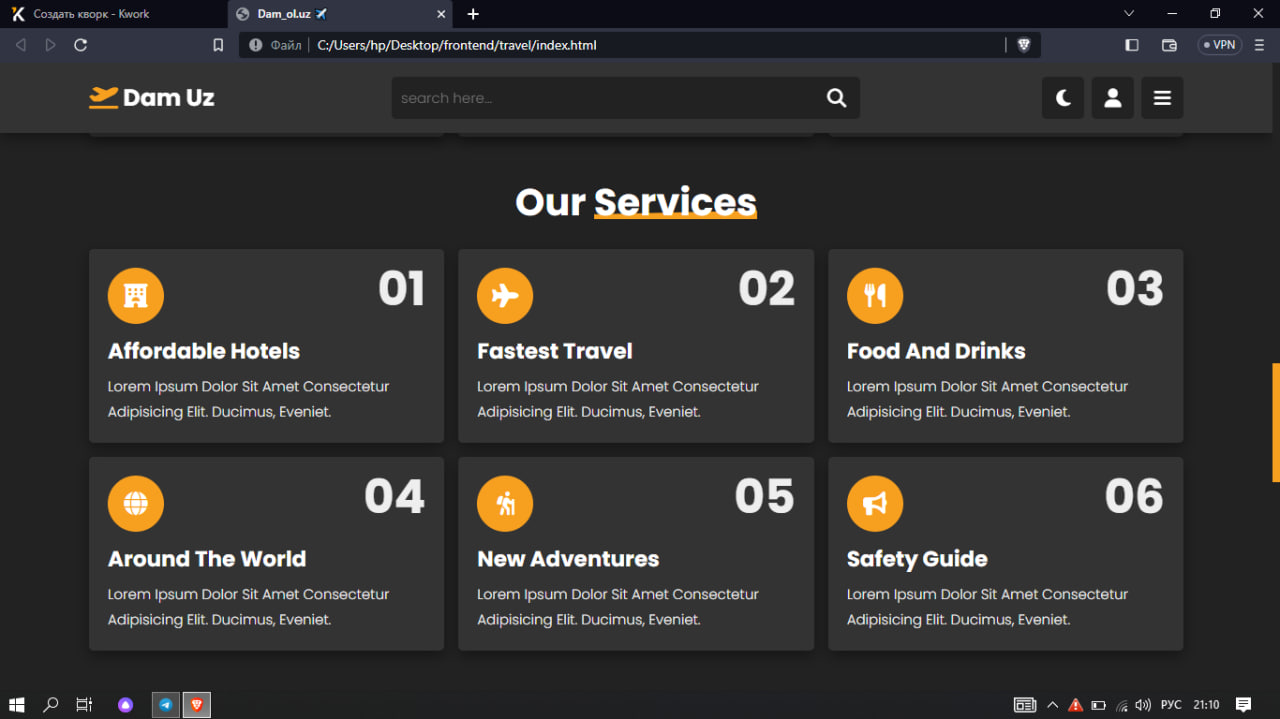 Создать кворк - Kwork
Dam_ol.uz
Файл
C:/Users/hp/Desktop/frontend/travel/index.html
VPN
Dam Uz
search here...
Our Services
01
Affordable Hotels
Lorem Ipsum Dolor Sit Amet Consectetur
Adipisicing Elit. Ducimus, Eveniet.
02
Fastest Travel
Lorem Ipsum Dolor Sit Amet Consectetur
Adipisicing Elit. Ducimus, Eveniet.
03
Food And Drinks
Lorem Ipsum Dolor Sit Amet Consectetur
Adipisicing Elit. Ducimus, Eveniet.
04
Around The World
Lorem Ipsum Dolor Sit Amet Consectetur
Adipisicing Elit. Ducimus, Eveniet.
05
New Adventures
Lorem Ipsum Dolor Sit Amet Consectetur
Adipisicing Elit. Ducimus, Eveniet.
06
Safety Guide
Lorem Ipsum Dolor Sit Amet Consectetur
Adipisicing Elit. Ducimus, Eveniet.
РУС
21:10